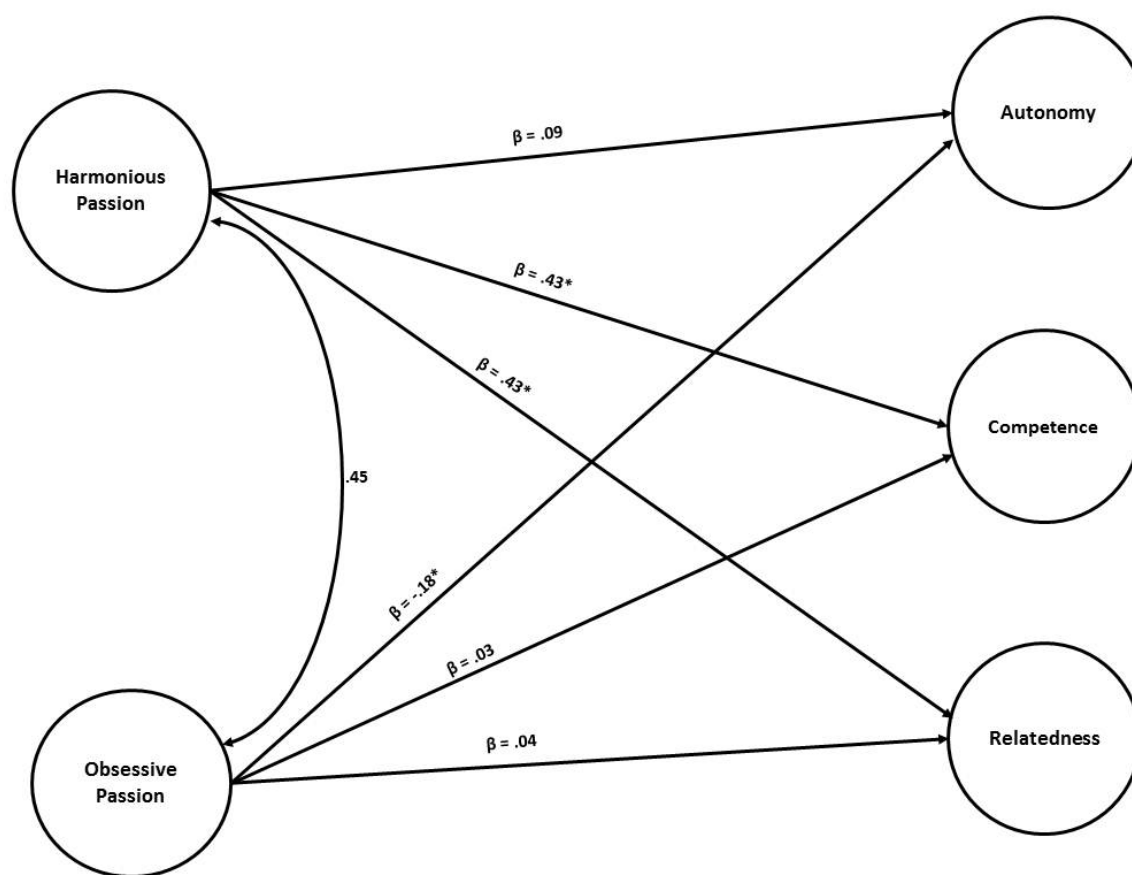 Autonomy
β = .09
Harmonious
Passion
β = .43*
β = .43*
Competence
.45
β = -.18*
β = .03
Relatedness
β = .04
Obsessive
Passion